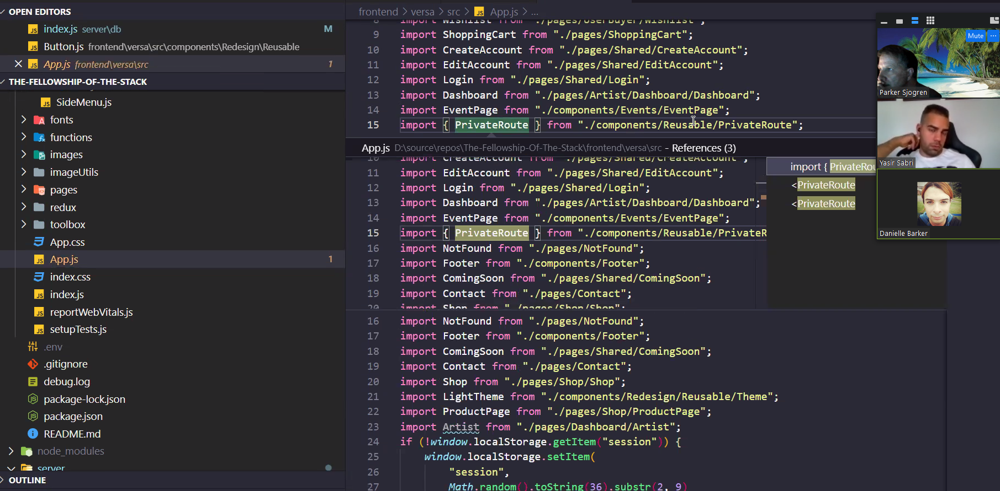 OPEN EDITORS
index.js server\db M
Button.js frontend\versa\src\components\Redesign\Reusable
App.js frontend\versa\src 1
THE-FELLOWSHIP-OF-THE-STACK
SideMenu.js
fonts
functions
images
imageUtils
pages
redux
toolbox
App.css
App.js 1
index.css
index.js
reportWebVitals.js
setupTests.js
.env
.gitignore
debug.log
package-lock.json
package.json
README.md
node_modules
server
OUTLINE
frontend > versa > src > App.js > ...
8 import Wishlist from "./pages/UserBuyer/Wishlist";
9 import ShoppingCart from "./pages/ShoppingCart";
10 import CreateAccount from "./pages/Shared/CreateAccount";
11 import EditAccount from "./pages/Shared/EditAccount";
12 import Login from "./pages/Shared/Login";
13 import Dashboard from "./pages/Artist/Dashboard/Dashboard";
14 import EventPage from "./components/Events/EventPage";
15 import { PrivateRoute } from "./components/Reusable/PrivateRoute";
App.js D:\source\repos\The-Fellowship-Of-The-Stack\frontend\versa\src - References (3)
10 import CreateAccount from "./pages/Shared/CreateAccount";
11 import EditAccount from "./pages/Shared/EditAccount";
12 import Login from "./pages/Shared/Login";
13 import Dashboard from "./pages/Artist/Dashboard/Dashboard";
14 import EventPage from "./components/Events/EventPage";
15 import { PrivateRoute } from "./components/Reusable/PrivateR
16 import NotFound from "./pages/NotFound";
17 import Footer from "./components/Footer";
18 import ComingSoon from "./pages/Shared/ComingSoon";
19 import Contact from "./pages/Contact";
20 import Shop from "./pages/Shop/Shop";
import { PrivateRou
<PrivateRoute
<PrivateRoute
16 import NotFound from "./pages/NotFound";
17 import Footer from "./components/Footer";
18 import ComingSoon from "./pages/Shared/ComingSoon";
19 import Contact from "./pages/Contact";
20 import Shop from "./pages/Shop/Shop";
21 import LightTheme from "./components/Redesign/Reusable/Theme";
22 import ProductPage from "./pages/Shop/ProductPage";
23 import Artist from "./pages/Dashboard/Artist";
24 if (!window.localStorage.getItem("session")) {
25 window.localStorage.setItem(
26 "session",
27 Math.random().toString(36).substr(2, 9)
Mute ...
Parker Sjogren
Yasir Sabri
Danielle Barker